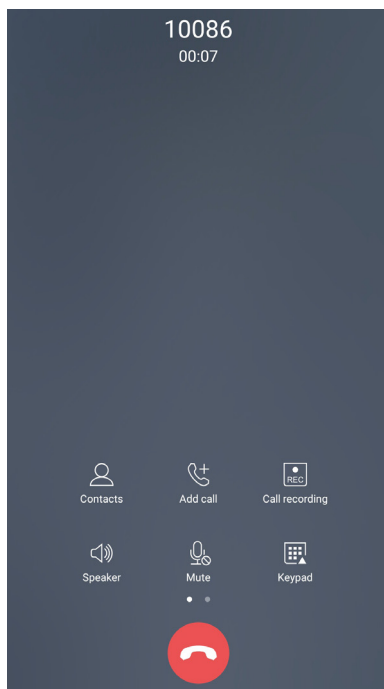 10086
00:07
Contacts
Add call
REC
Call recording
Speaker
Mute
Keypad